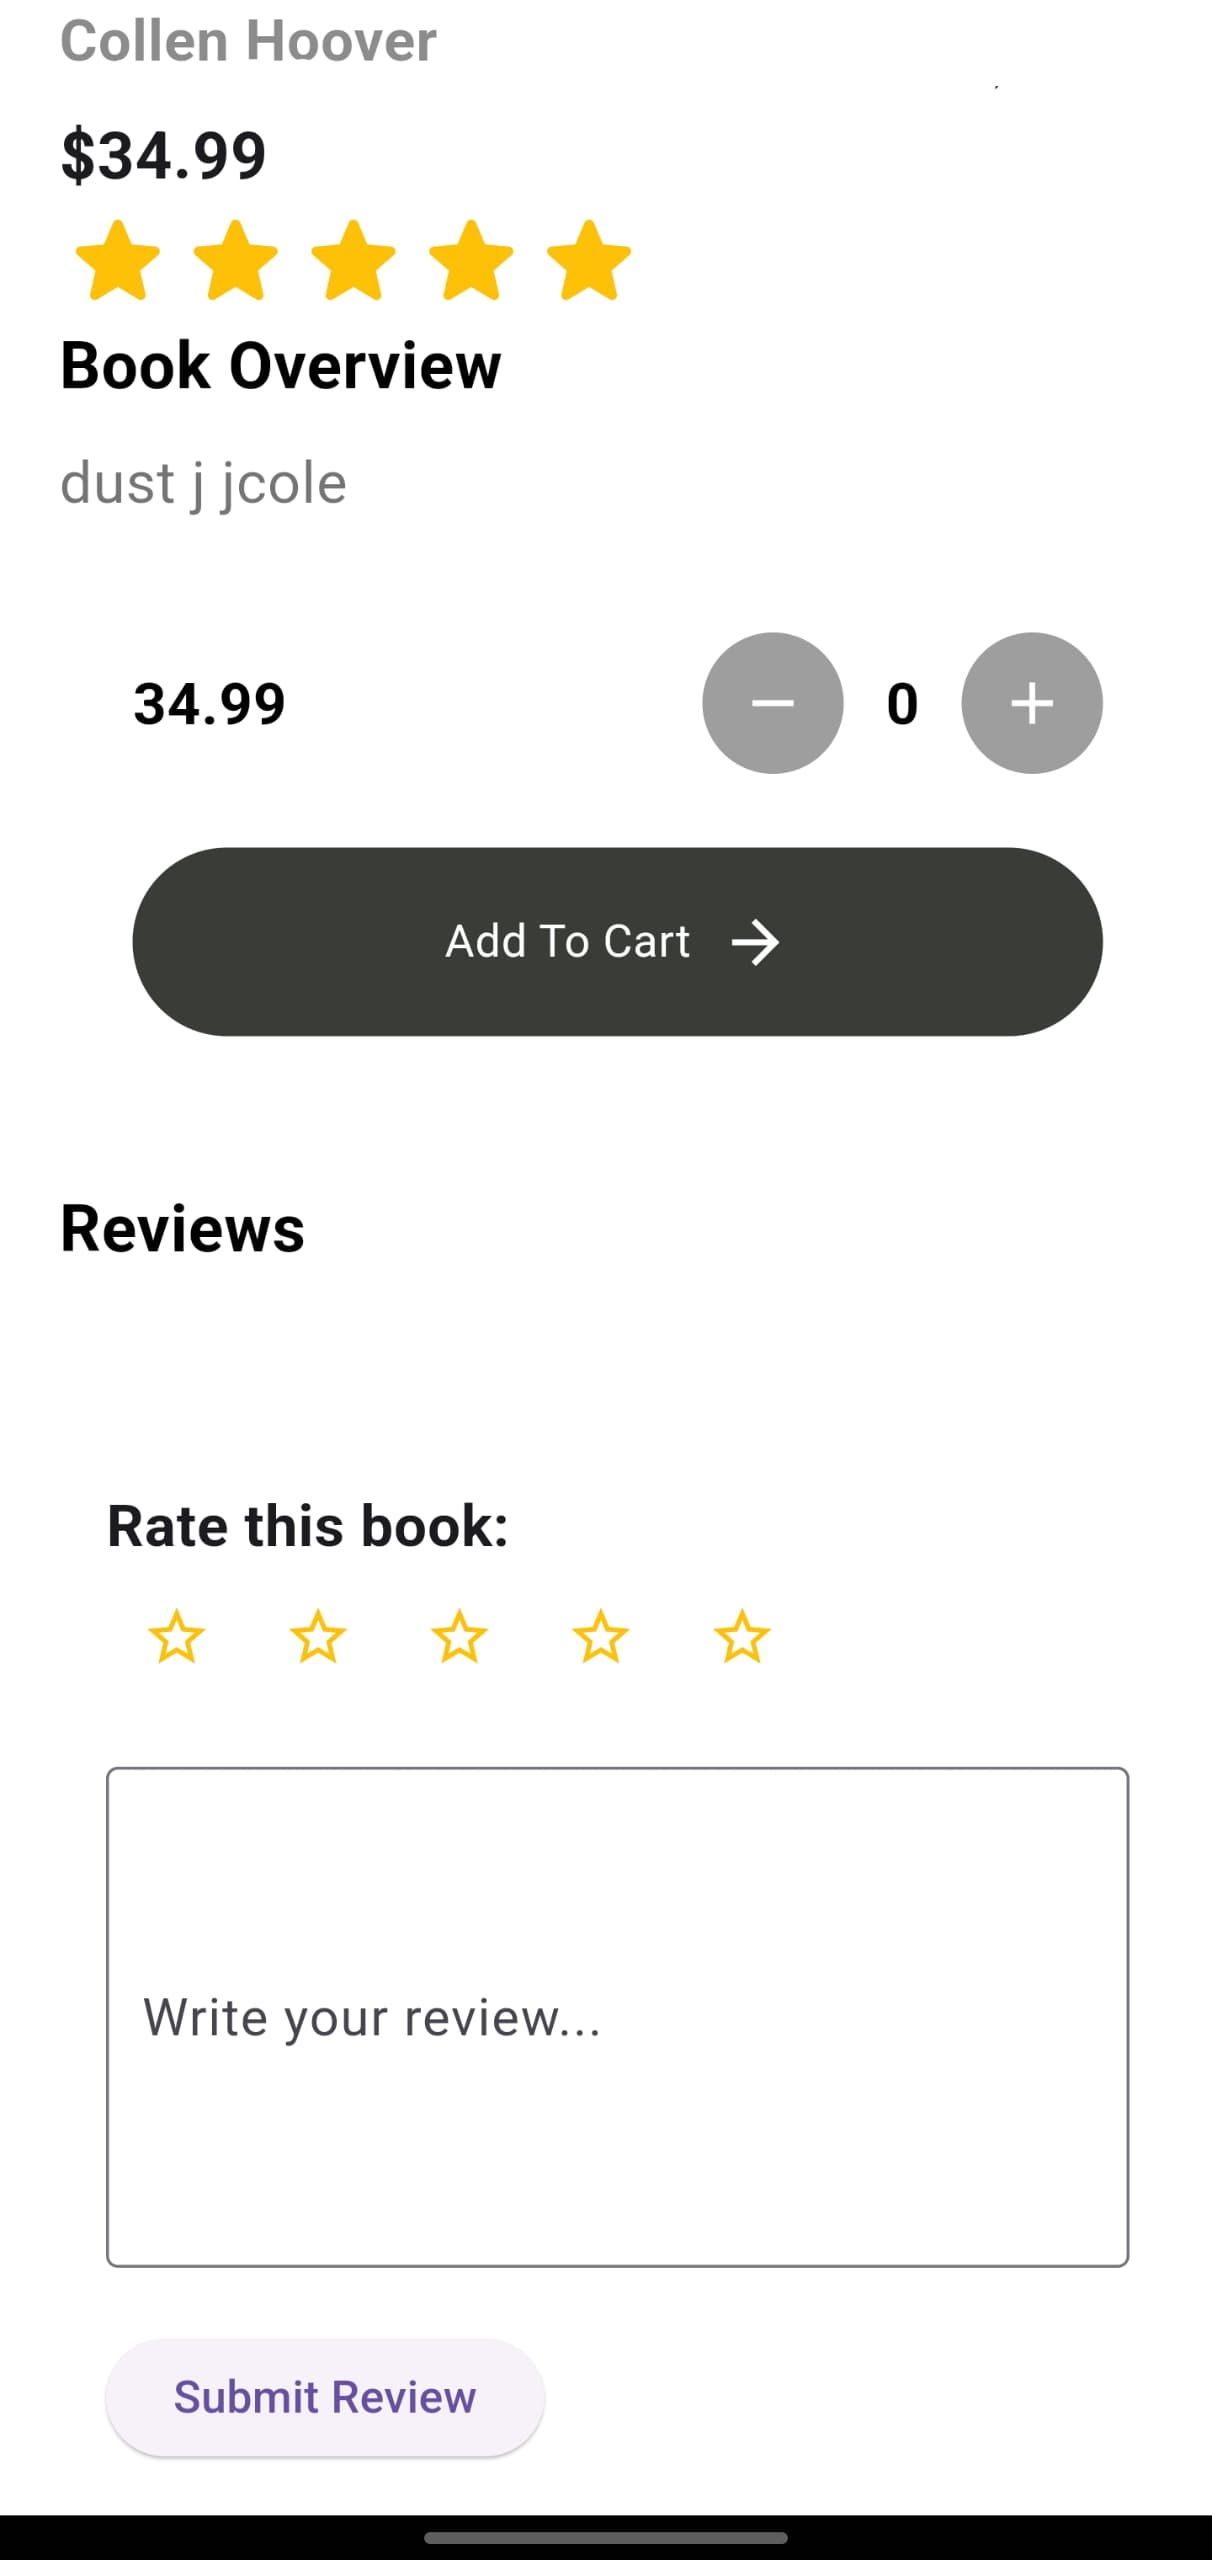 Collen Hoover
$34.99
Book Overview
dust j jcole
34.99
0
Add To Cart
Reviews
Rate this book:
Write your review...
Submit Review